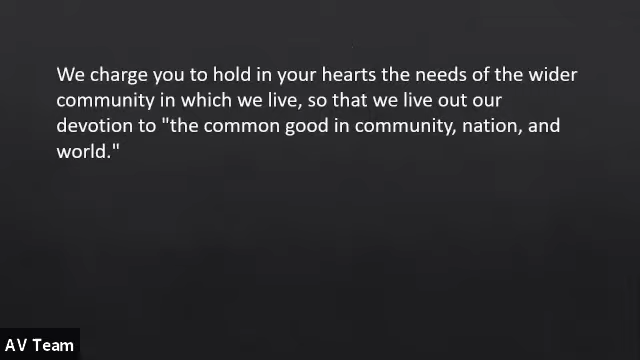 We charge you to hold in your hearts the needs of the wider
community in which we live, so that we live out our
devotion to "the common good in community, nation, and
world."
AV Team